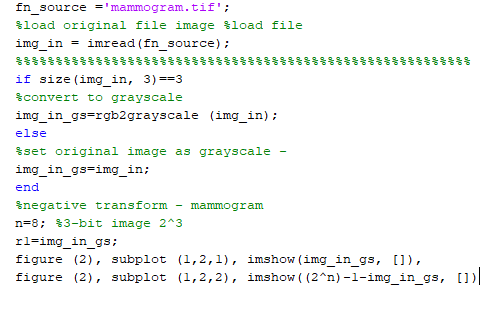 fn_source ='mammogram.tif';
%load original file image %load file
img_in = imread(fn_source);
%%%%%%%%%%%%%%%%%%%%%%%%%%%%%%%%%%%%%%%%%%%%%%%%%%%%%%%%%%
if size(img_in, 3)==3
%convert to grayscale
img_in_gs=rgb2grayscale (img_in);
else
%set original image as grayscale -
img_in_gs=img_in;
end
%negative transform - mammogram
n=8; %3-bit image 2^3
r1=img_in_gs;
figure (2), subplot (1,2,1), imshow(img_in_gs, []),
figure (2), subplot (1,2,2), imshow((2^n)-1-img_in_gs, [])